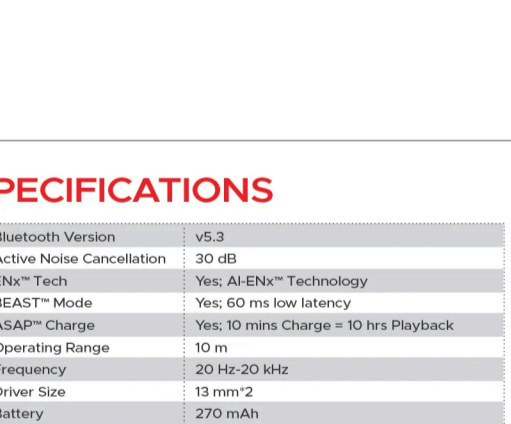 PECIFICATIONS
Bluetooth Version v5.3
Active Noise Cancellation 30 dB
ENx™ Tech Yes; AI-ENx™ Technology
BEAST™ Mode Yes; 60 ms low latency
ASAP™ Charge Yes; 10 mins Charge = 10 hrs Playback
Operating Range 10 m
Frequency 20 Hz-20 kHz
Driver Size 13 mm*2
Battery 270 mAh